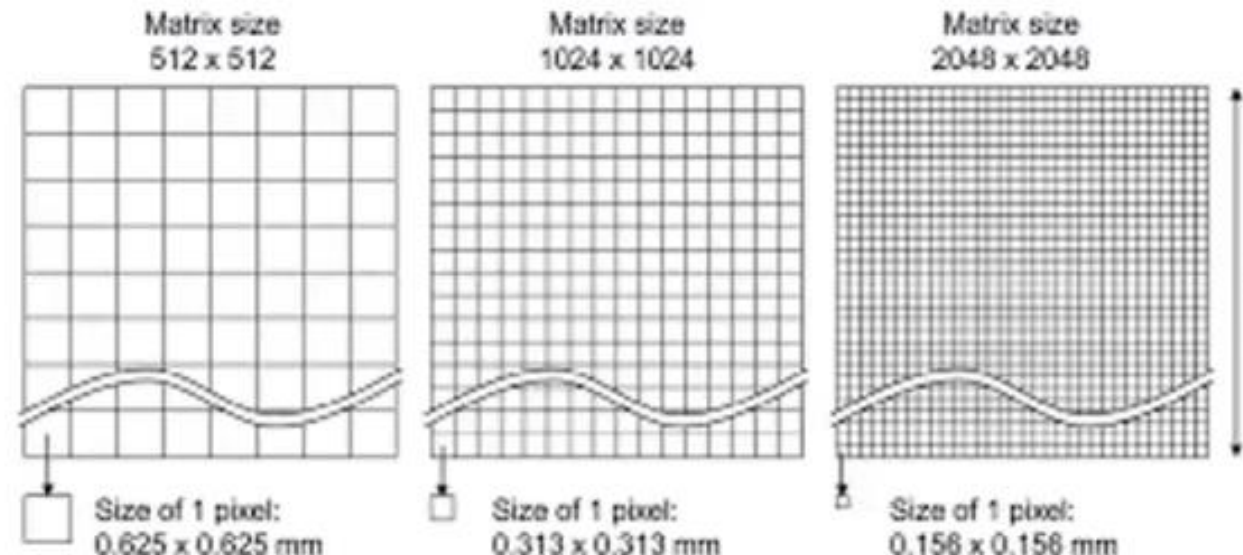 Matrix size
512 x 512
Matrix size
1024 x 1024
Matrix size
2048 x 2048
Size of 1 pixel:
0.625 x 0.625 mm
Size of 1 pixel:
0.313 x 0.313 mm
Size of 1 pixel:
0.156 x 0.156 mm